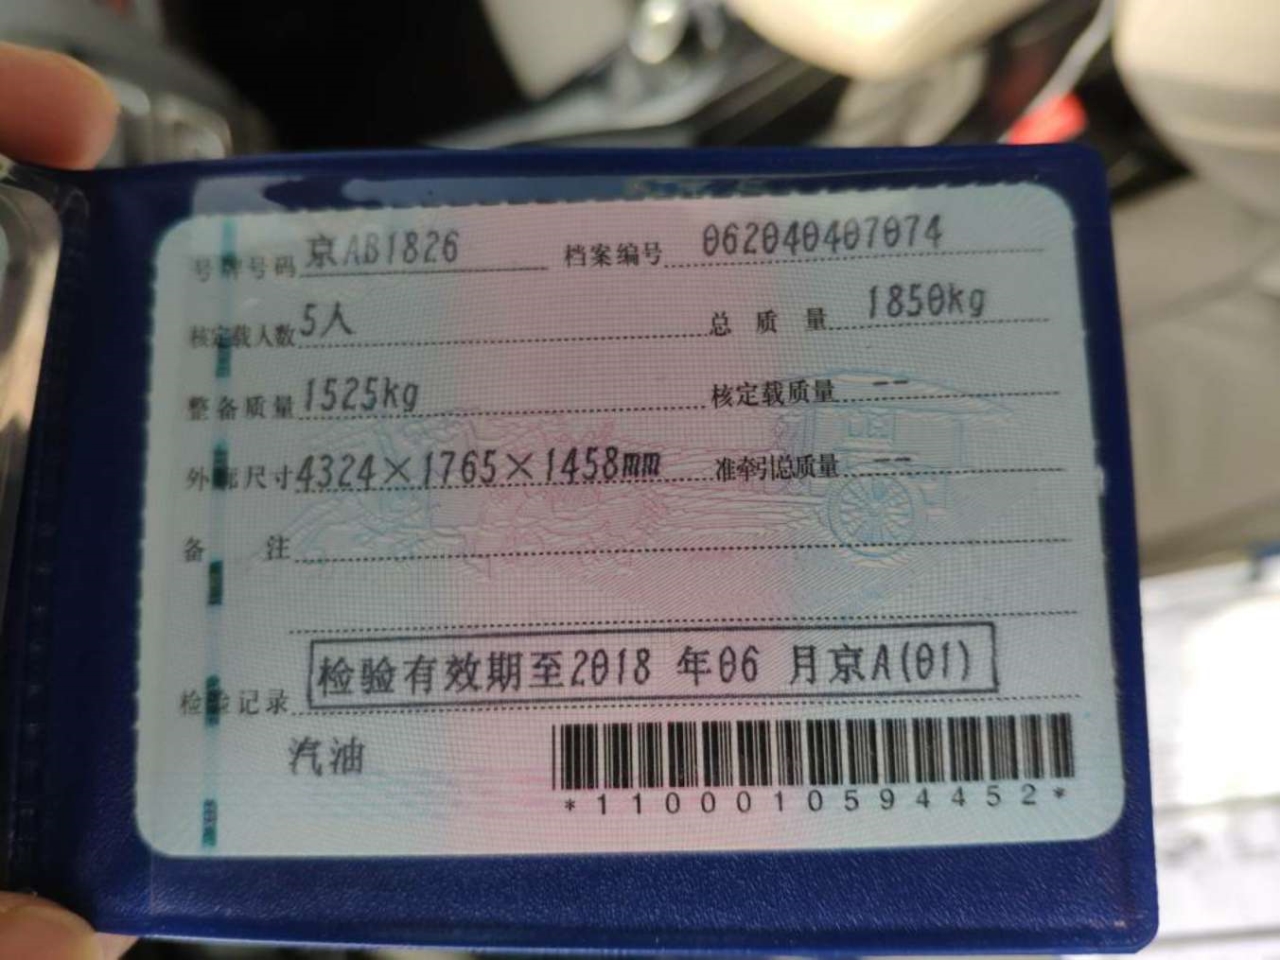 号牌号码 京AB1826 档案编号 062040407074
核定载人数 5人 总质量 1850kg
整备质量 1525kg 核定载质量 --
外廓尺寸 4324×1765×1458mm 准牵引总质量 --
备注
检验记录 检验有效期至2018 年06 月京A(01)
汽油
*1100010594452*